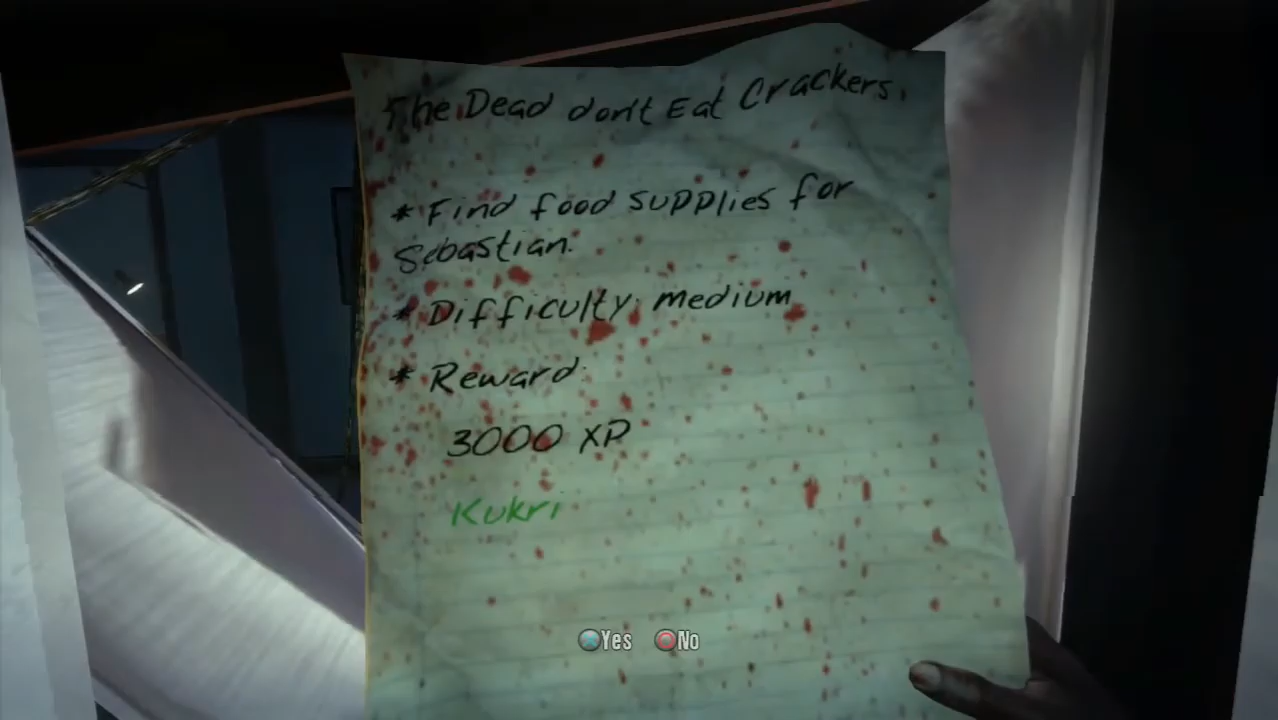 The Dead don't Eat Crackers.
* Find food supplies for
Sebastian.
* Difficulty: medium
* Reward:
3000 XP
Kukri
Yes No